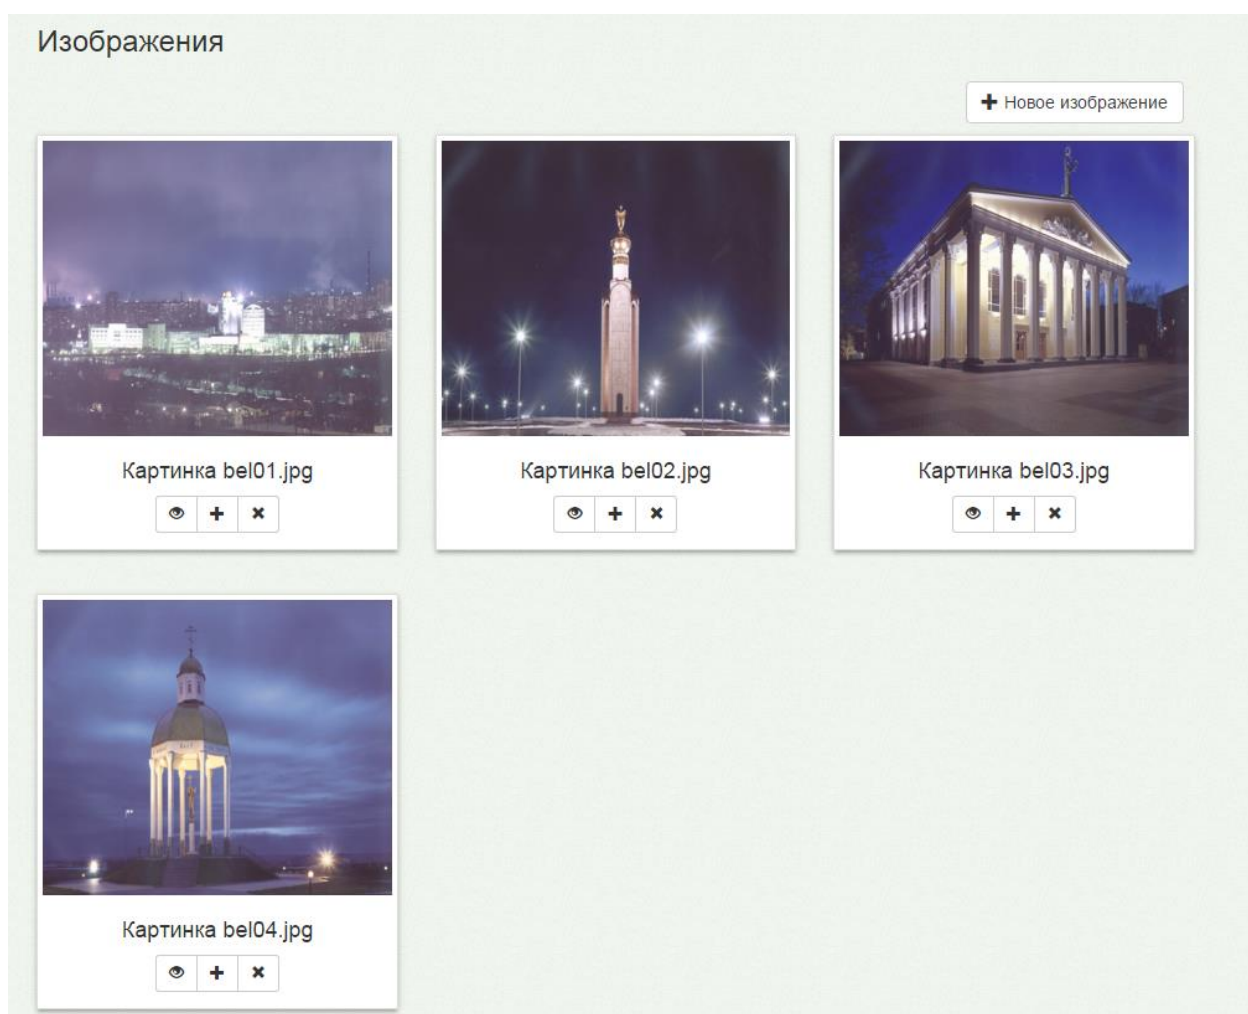 Изображения
Новое изображение
Картинка bel01.jpg
Картинка bel02.jpg
Картинка bel03.jpg
Картинка bel04.jpg